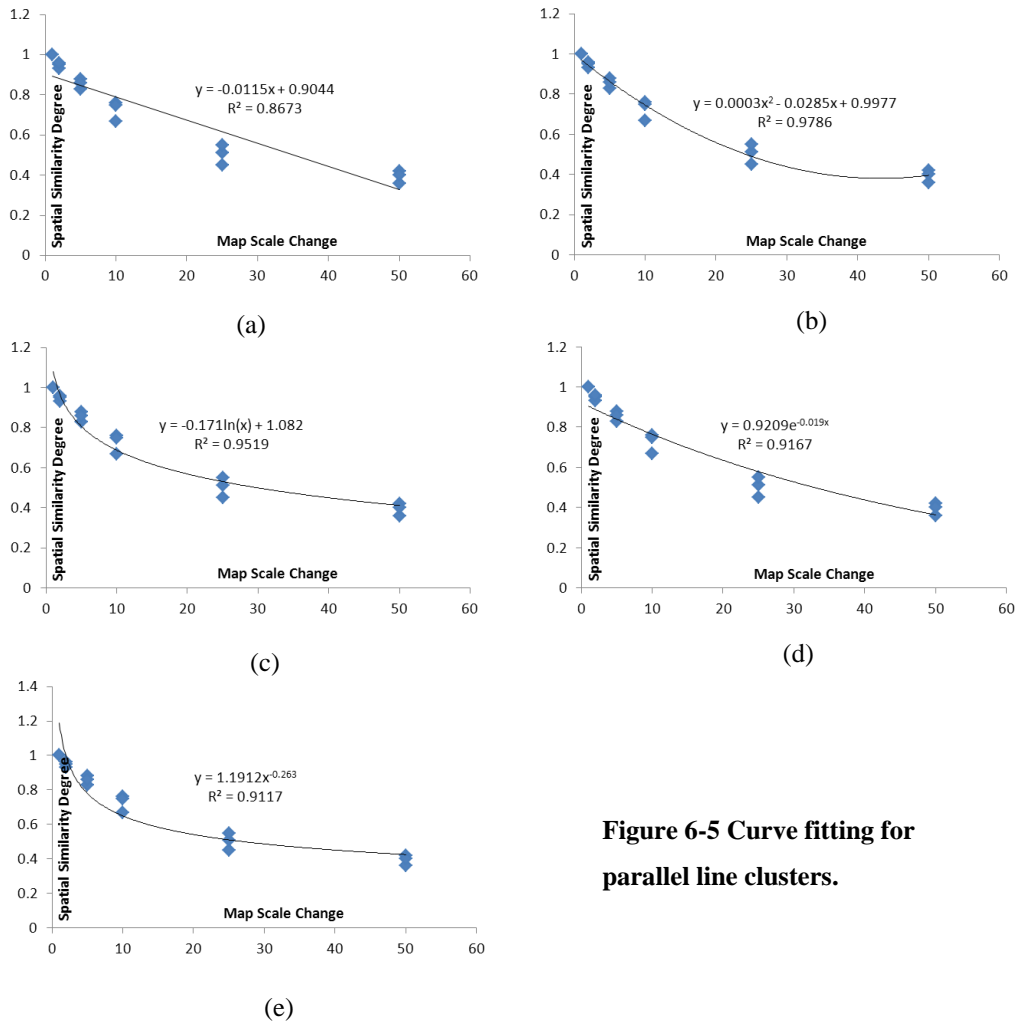 1.2
1
0.8
0.6
0.4
0.2
0
0 10 20 30 40 50 60
Spatial Similarity Degree
Map Scale Change
y = -0.0115x + 0.9044
R² = 0.8673
(a)
1.2
1
0.8
0.6
0.4
0.2
0
0 10 20 30 40 50 60
Spatial Similarity Degree
Map Scale Change
y = 0.0003x² - 0.0285x + 0.9977
R² = 0.9786
(b)
1.2
1
0.8
0.6
0.4
0.2
0
0 10 20 30 40 50 60
Spatial Similarity Degree
Map Scale Change
y = -0.171ln(x) + 1.082
R² = 0.9519
(c)
1.2
1
0.8
0.6
0.4
0.2
0
0 10 20 30 40 50 60
Spatial Similarity Degree
Map Scale Change
y = 0.9209e^-0.019x
R² = 0.9167
(d)
1.4
1.2
1
0.8
0.6
0.4
0.2
0
0 10 20 30 40 50 60
Spatial Similarity Degree
Map Scale Change
y = 1.1912x^-0.263
R² = 0.9117
(e)
Figure 6-5 Curve fitting for
parallel line clusters.